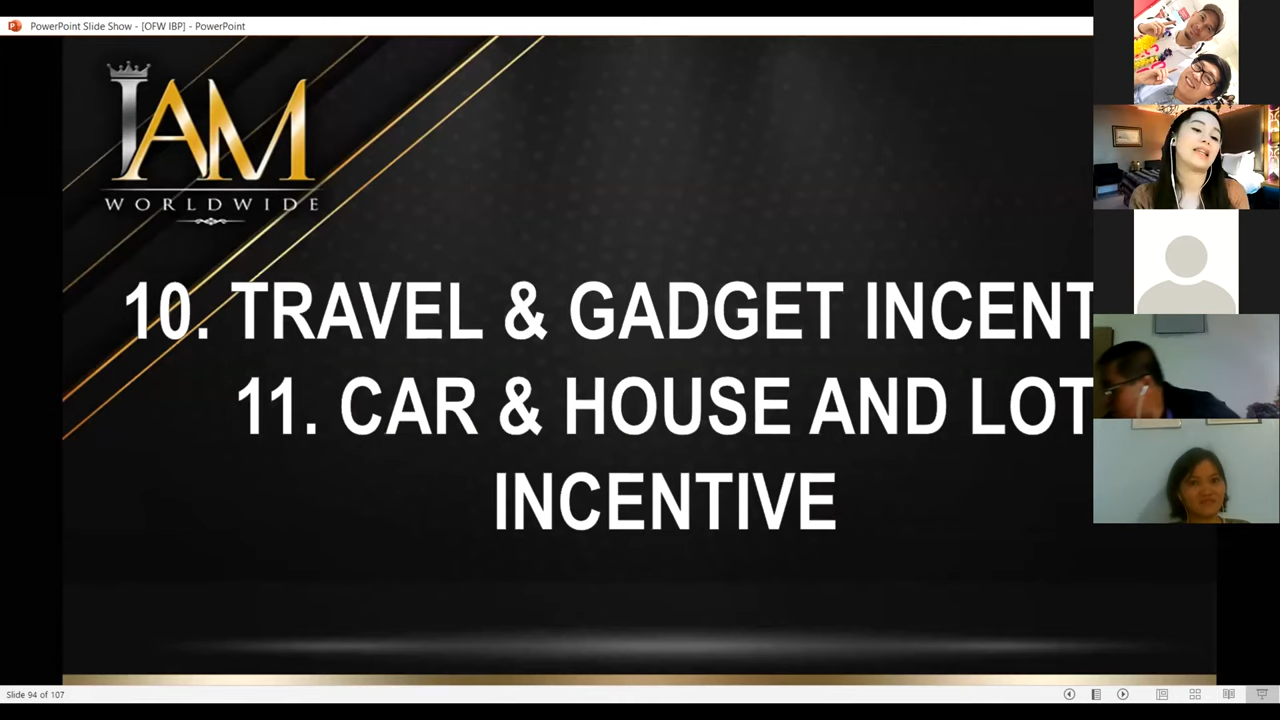 PowerPoint Slide Show - [OFW IBP] - PowerPoint
IAM
WORLDWIDE
10. TRAVEL & GADGET INCENT
11. CAR & HOUSE AND LOT
INCENTIVE
Slide 94 of 107